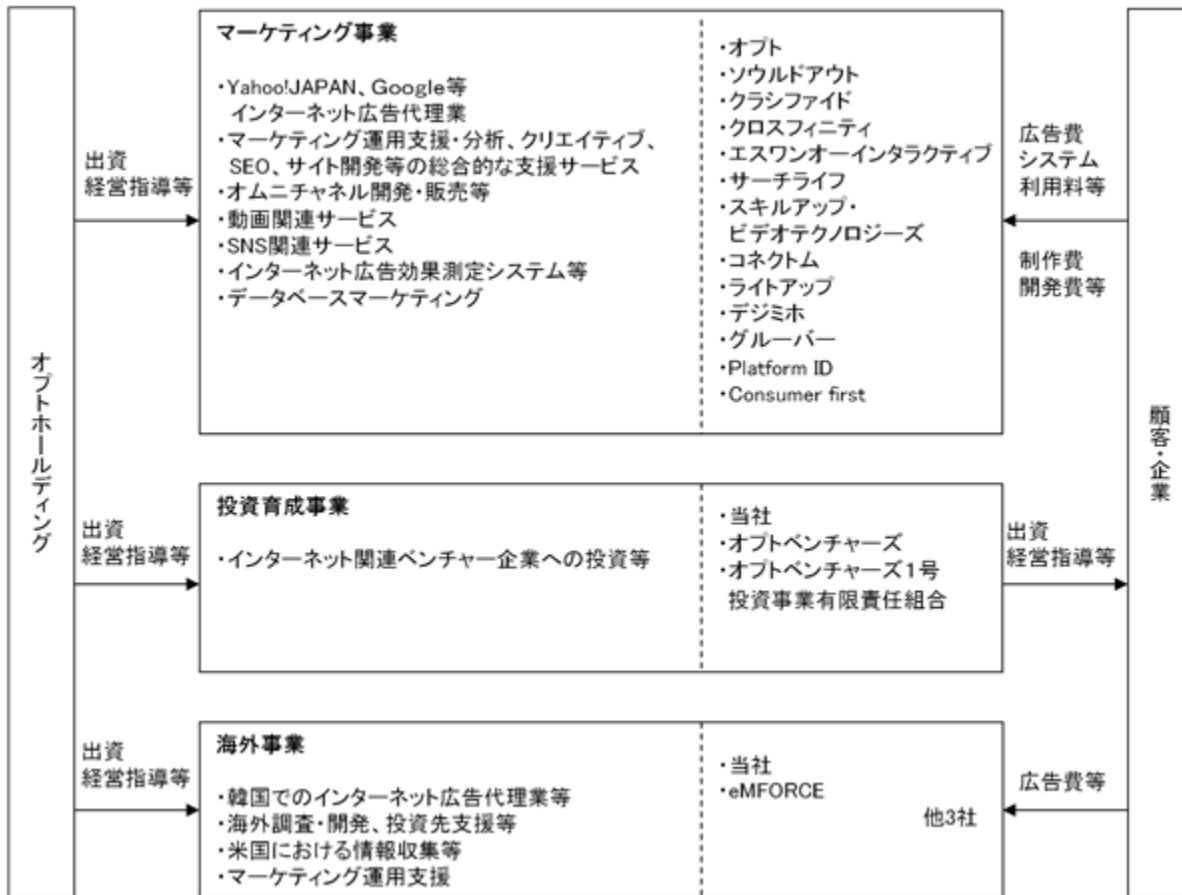 オプトホールディング
出資
経営指導等
マーケティング事業
・Yahoo!JAPAN、Google等
インターネット広告代理業
・マーケティング運用支援・分析、クリエイティブ、
SEO、サイト開発等の総合的な支援サービス
・オムニチャネル開発・販売等
・動画関連サービス
・SNS関連サービス
・インターネット広告効果測定システム等
・データベースマーケティング
・オプト
・ソウルドアウト
・クラシファイド
・クロスフィニティ
・エスワンオーインタラクティブ
・サーチライフ
・スキルアップ・
ビデオテクノロジーズ
・コネクトム
・ライトアップ
・デジミホ
・グルーバー
・Platform ID
・Consumer first
広告費
システム
利用料等
制作費
開発費等
出資
経営指導等
投資育成事業
・インターネット関連ベンチャー企業への投資等
・当社
・オプトベンチャーズ
・オプトベンチャーズ1号
投資事業有限責任組合
出資
経営指導等
出資
経営指導等
海外事業
・韓国でのインターネット広告代理業等
・海外調査・開発、投資先支援等
・米国における情報収集等
・マーケティング運用支援
・当社
・eMFORCE
他3社
広告費等
顧客・企業